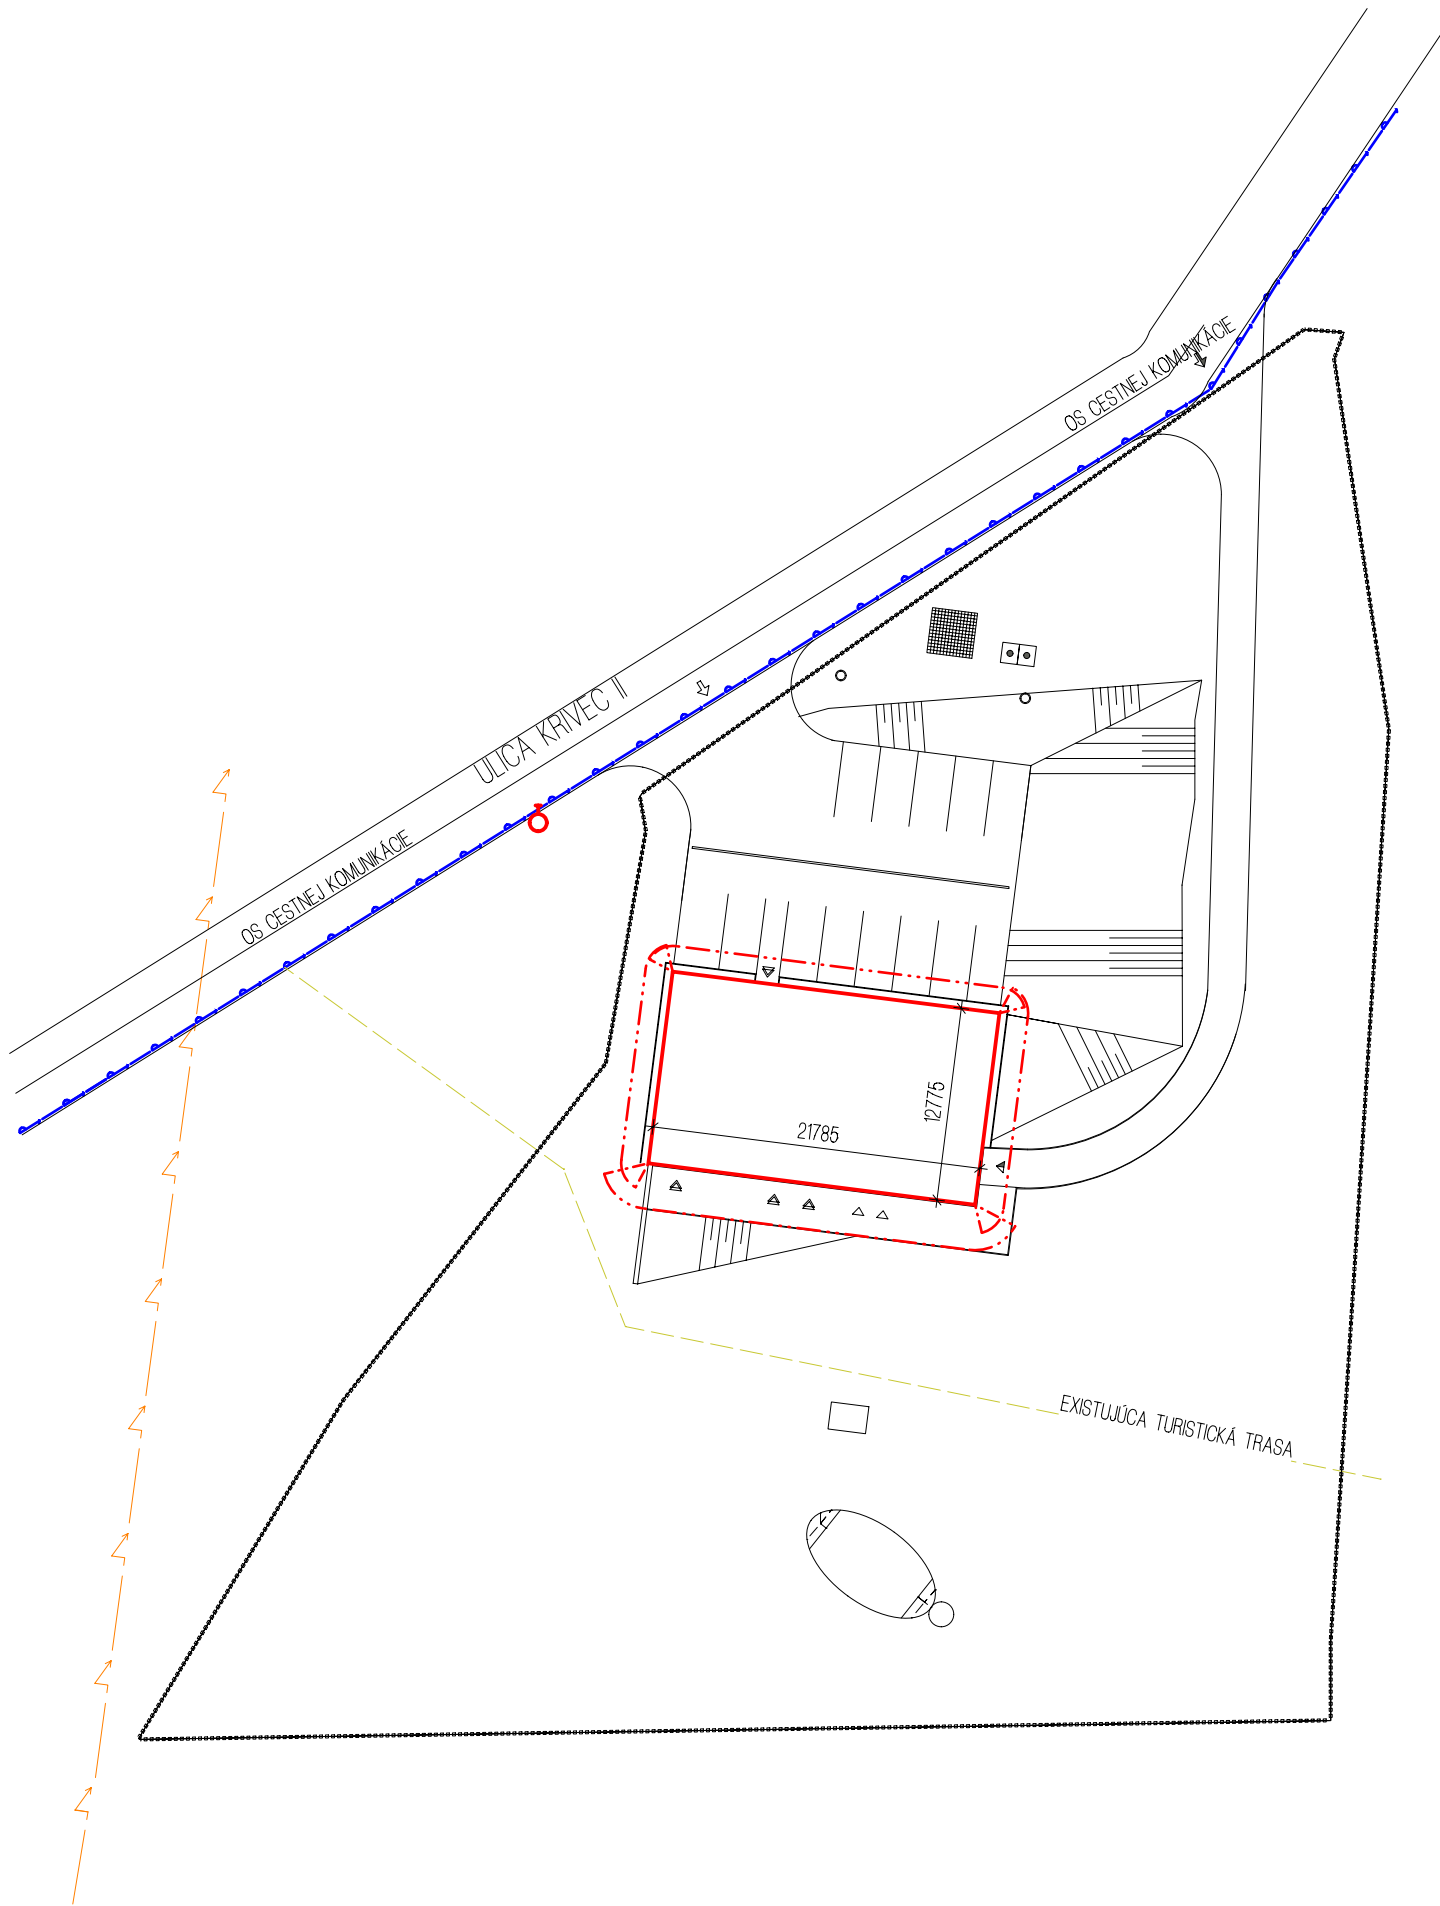 OS CESTNEJ KOMUNIKÁCIE
ULICA KRIVEC II
OS CESTNEJ KOMUNIKÁCIE
12775
21785
EXISTUJÚCA TURISTICKÁ TRASA